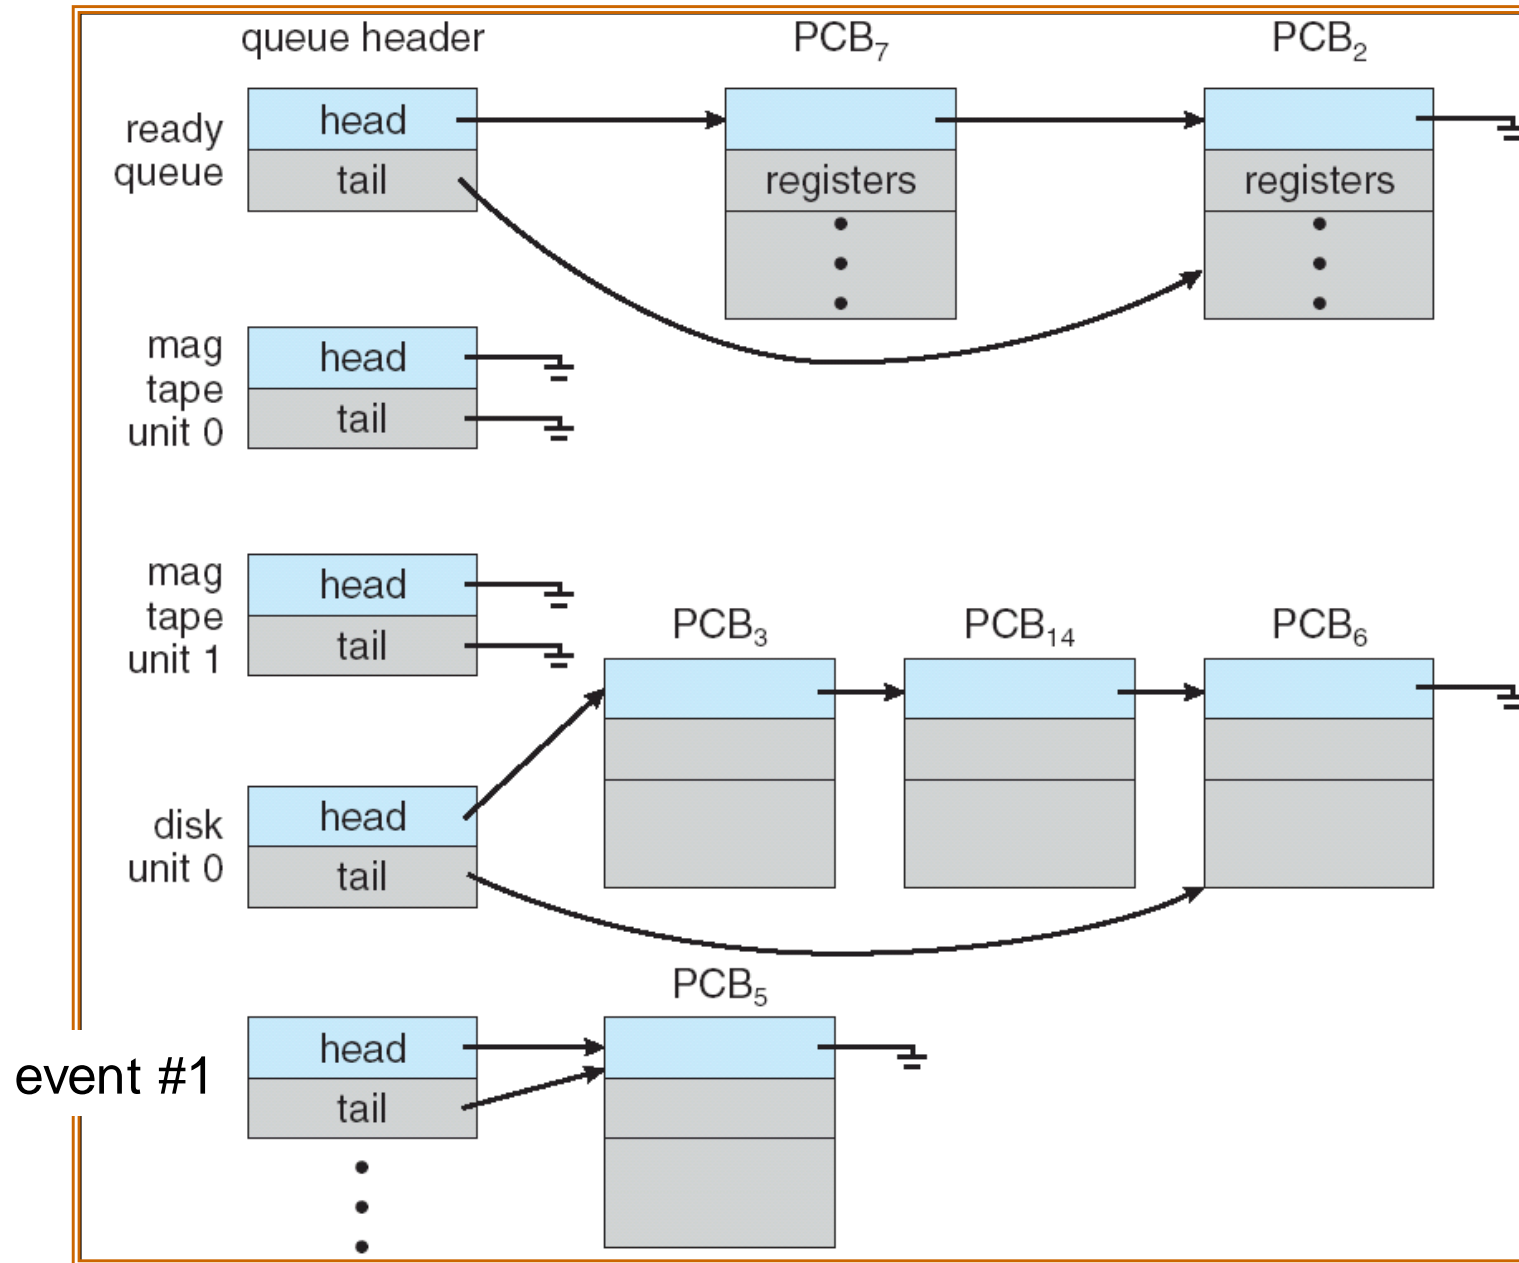 queue header
PCB₇
PCB₂
ready
queue
head
tail
registers
registers
mag
tape
unit 0
head
tail
mag
tape
unit 1
head
tail
PCB₃
PCB₁₄
PCB₆
disk
unit 0
head
tail
PCB₅
event #1
head
tail